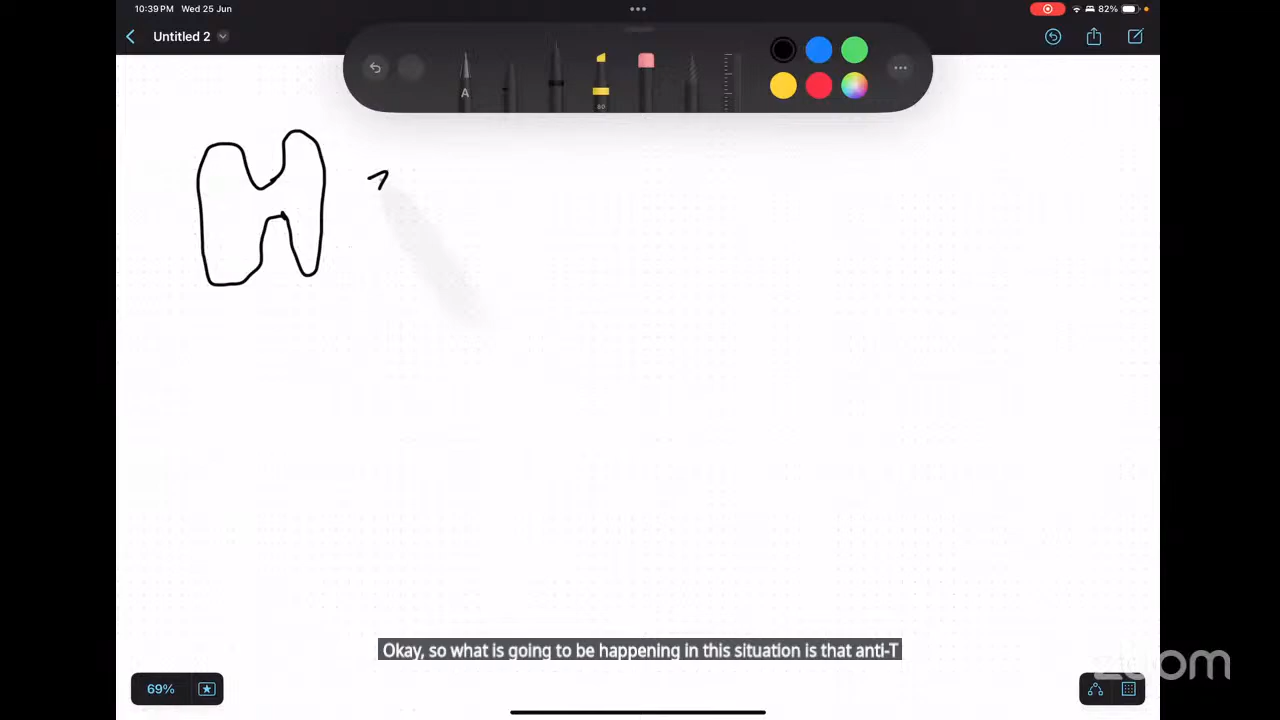 10:39 PM Wed 25 Jun
82%
Untitled 2
A
80
Okay, so what is going to be happening in this situation is that anti-T
zoom
69%